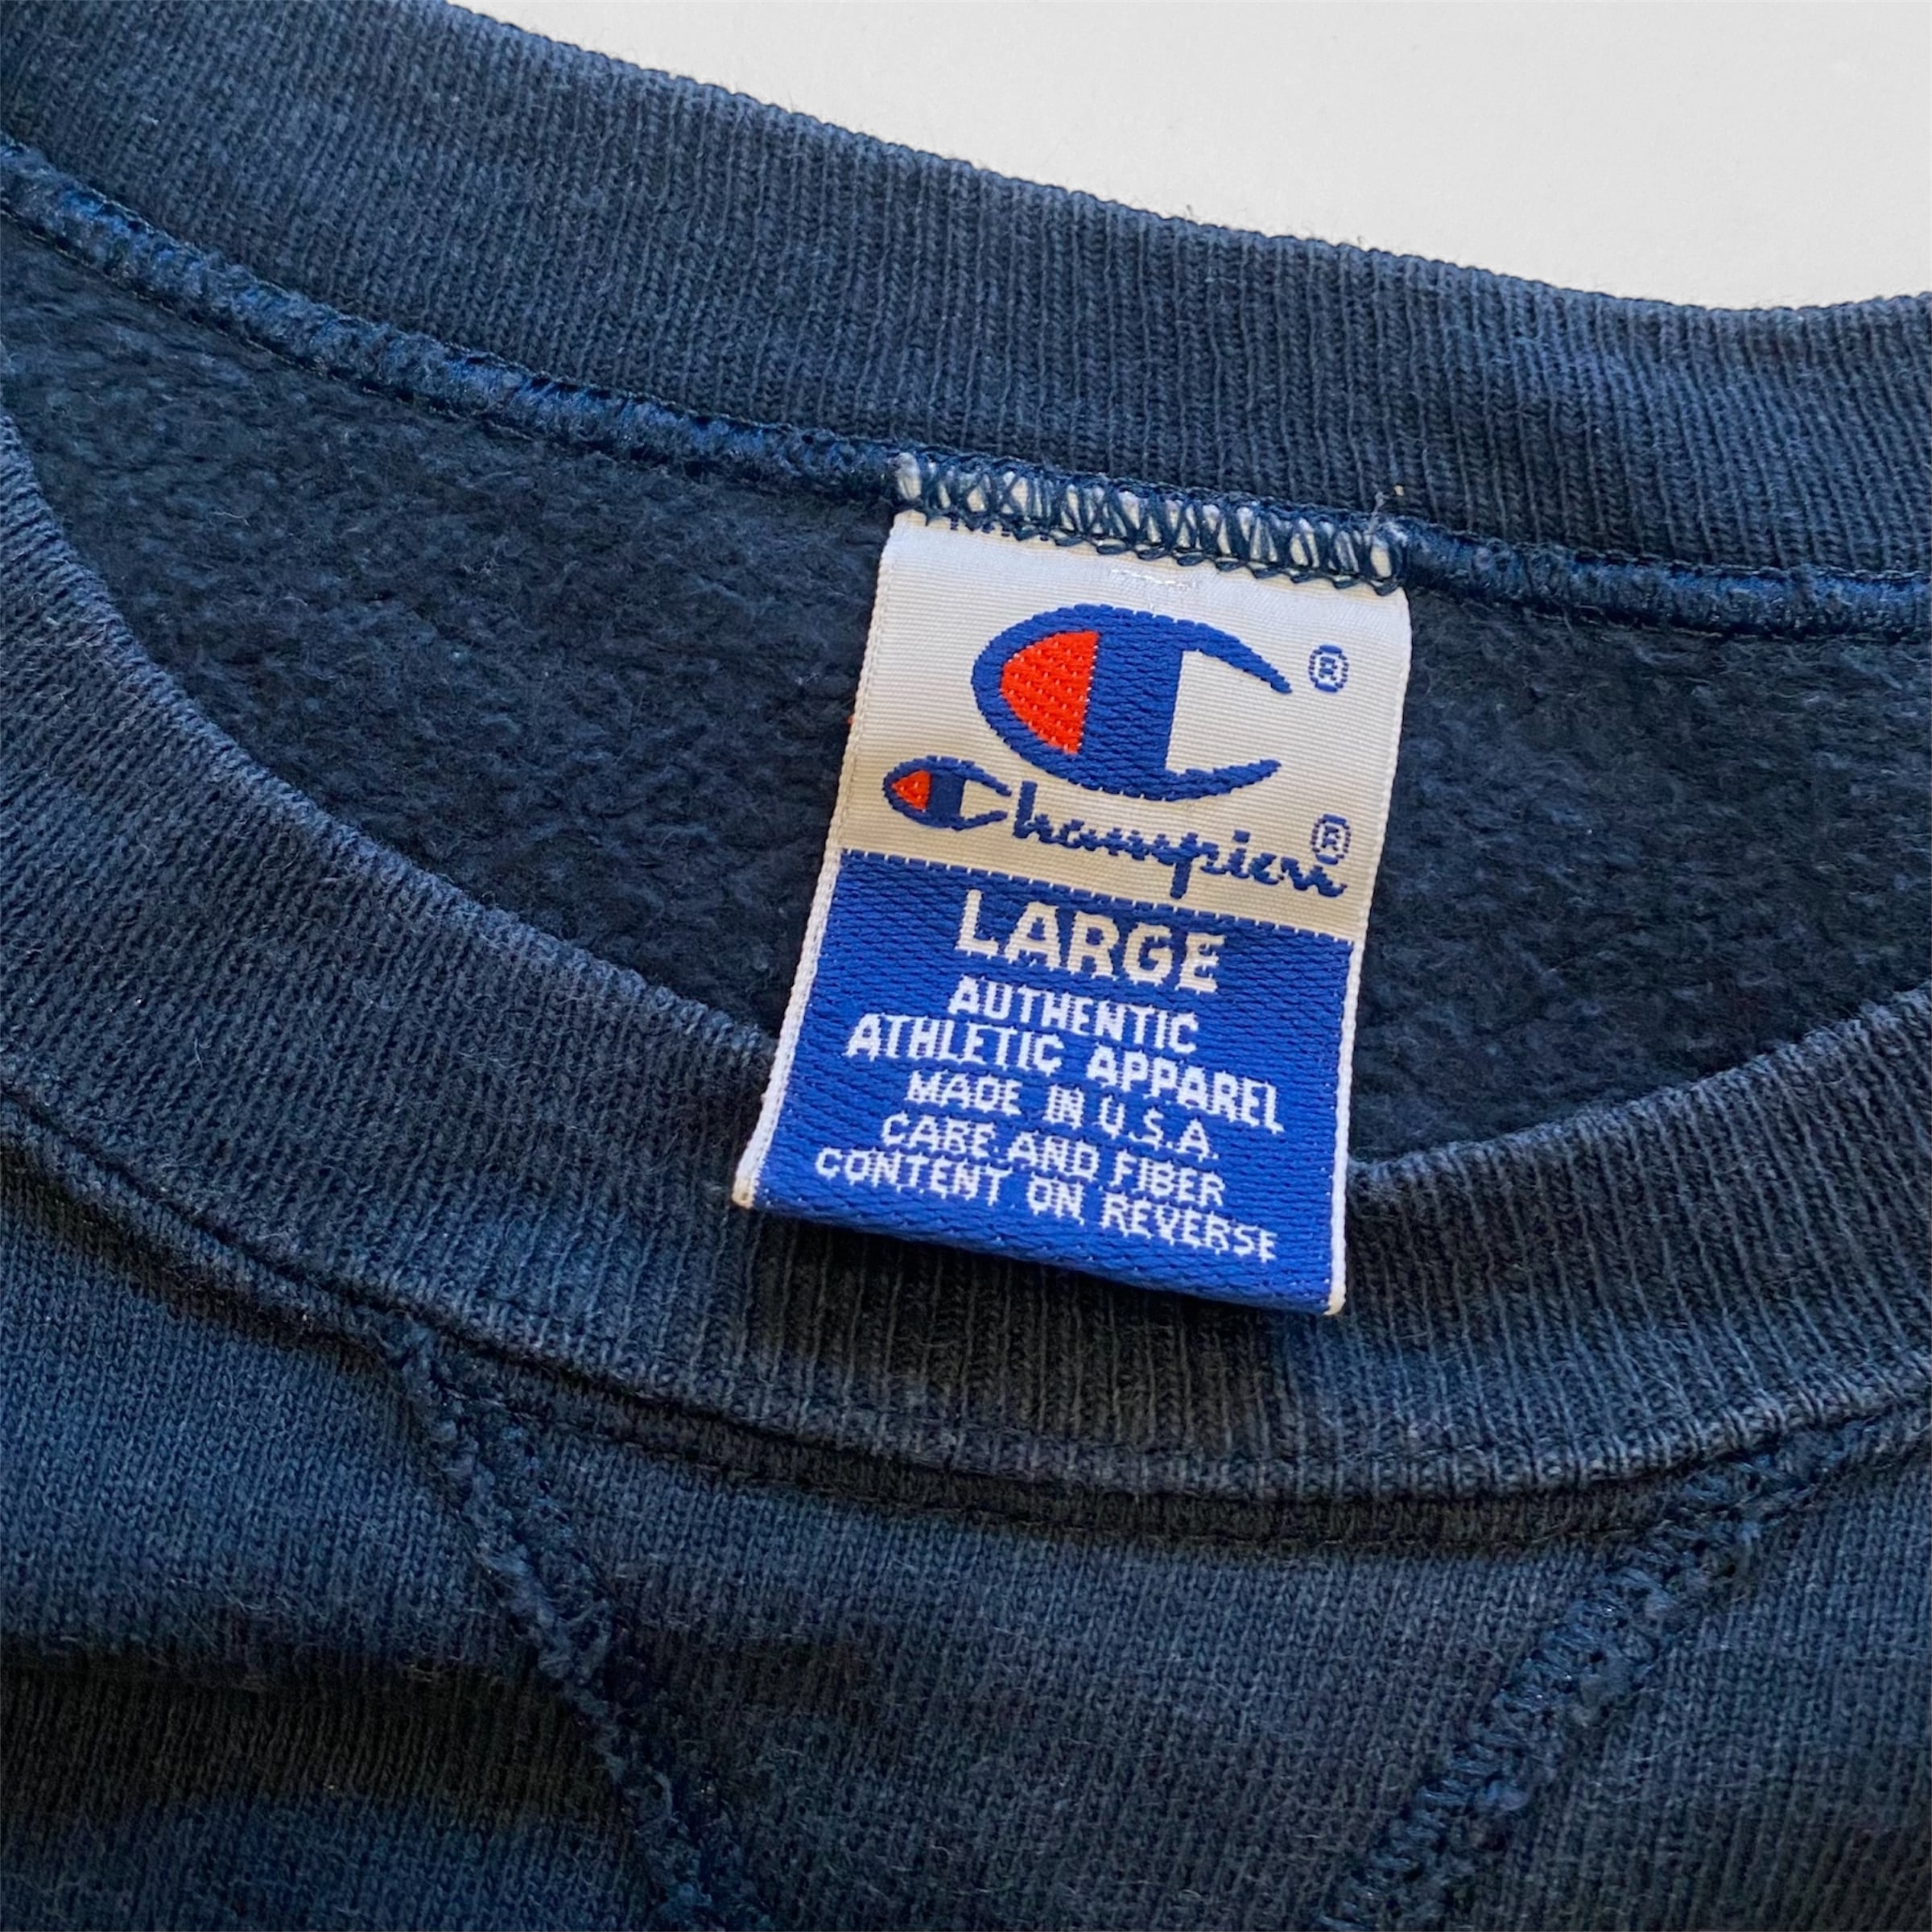 ®
Champion®
LARGE
AUTHENTIC
ATHLETIC APPAREL
MADE IN U.S.A.
CARE AND FIBER
CONTENT ON REVERSE